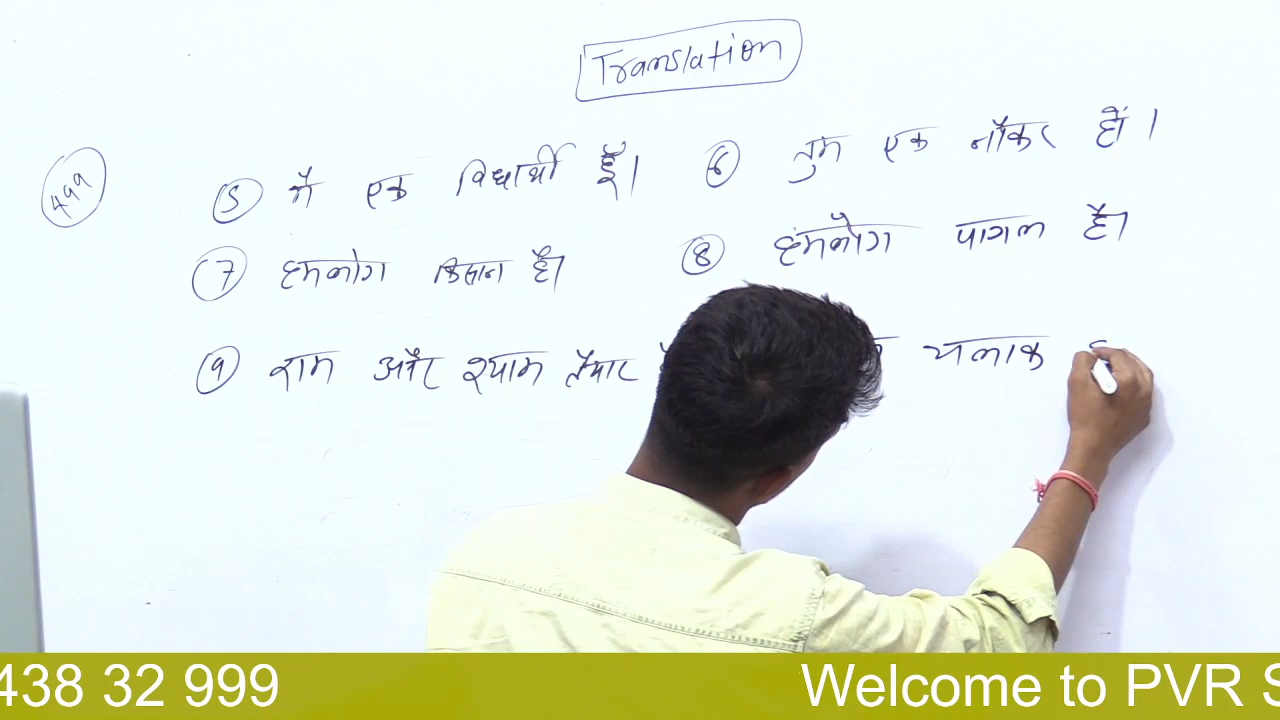 Translation
⑤ मैं एक विधार्थी हूँ। ⑥ तुम एक नौकर हों।
⑦ हमलोग किसान हैं। ⑧ हमलोग पागल है।
⑨ राम और श्याम तैयार चलाक
438 32 999 Welcome to PVR S